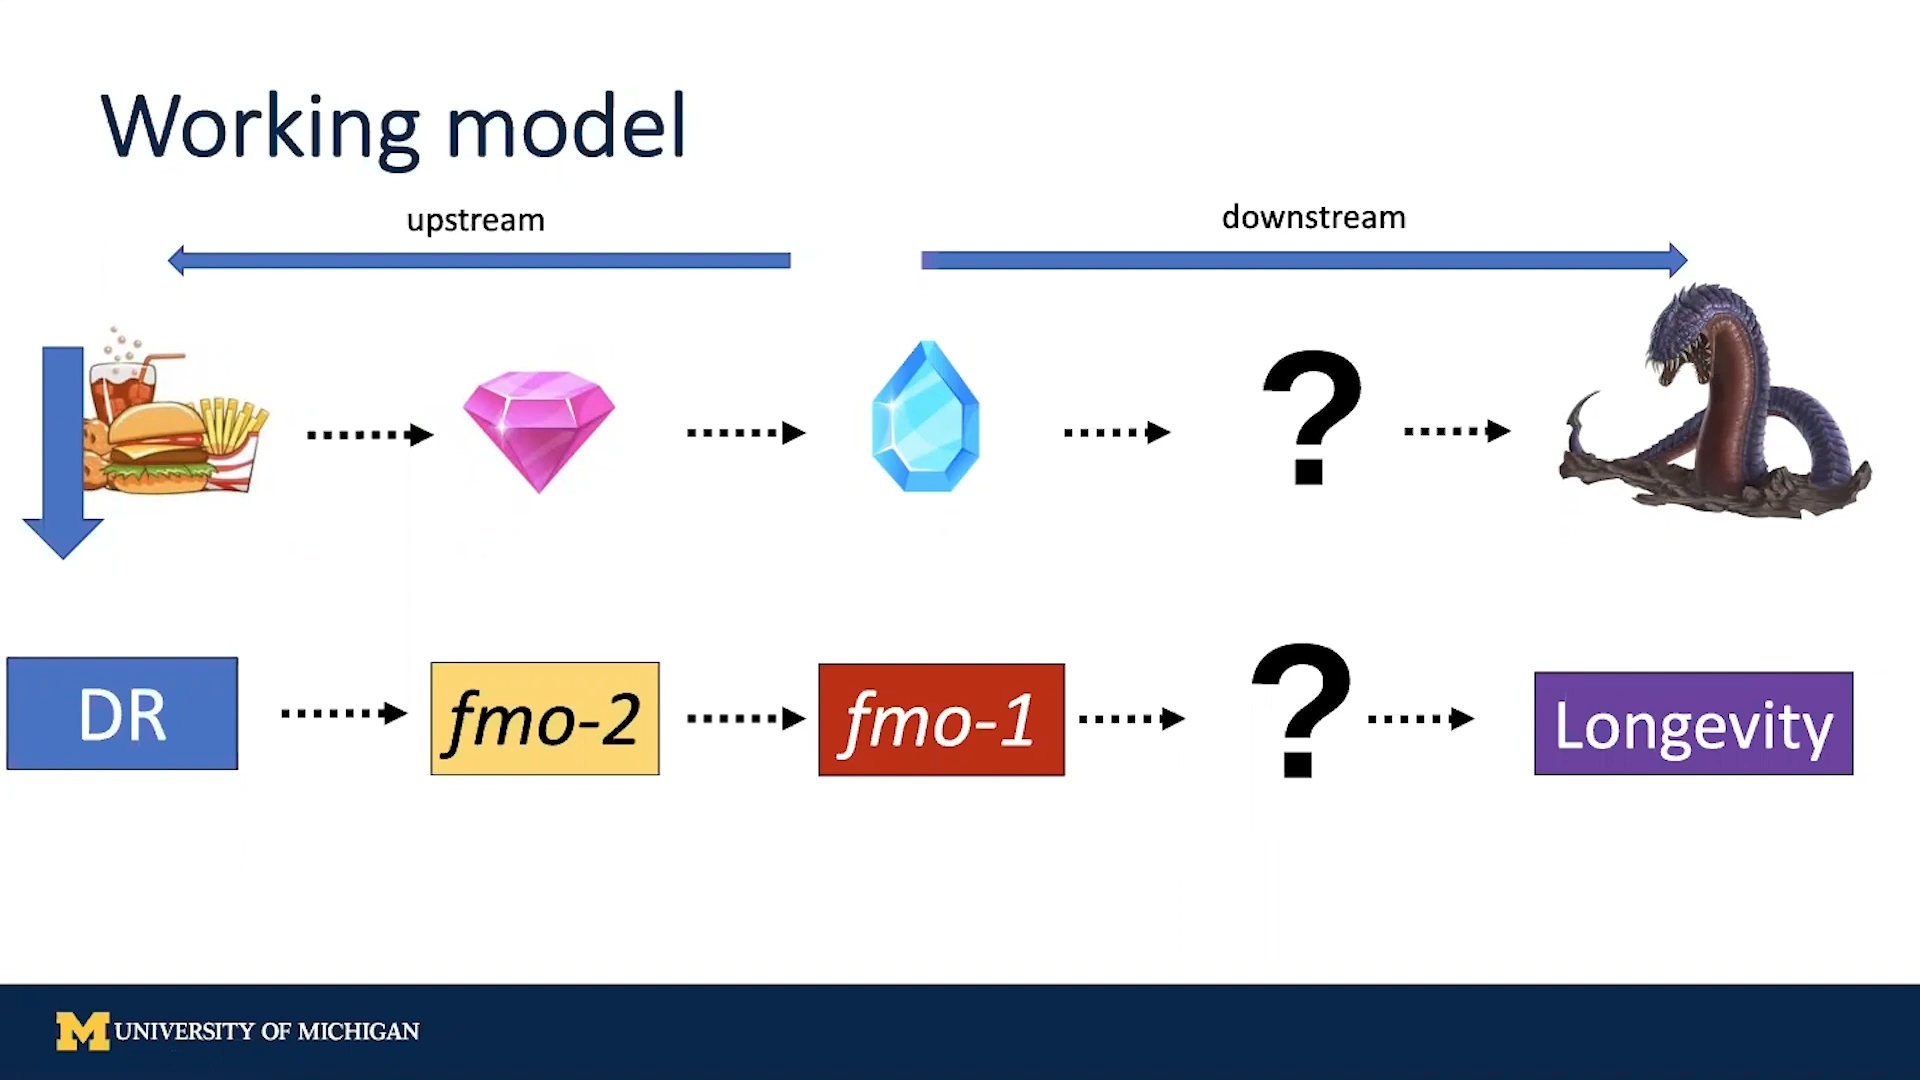 Working model
upstream
downstream
?
DR
fmo-2
fmo-1
?
Longevity
M UNIVERSITY OF MICHIGAN